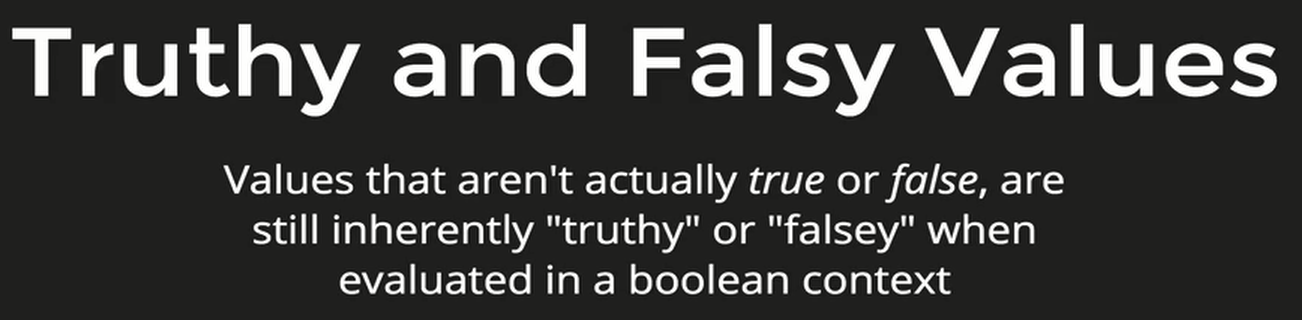 Truthy and Falsy Values
Values that aren't actually true or false, are
still inherently "truthy" or "falsey" when
evaluated in a boolean context